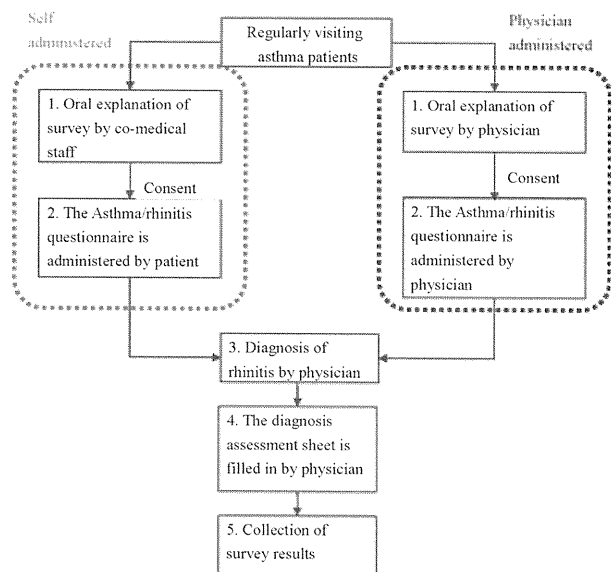 Self
administered
Regularly visiting
asthma patients
Physician
administered
1. Oral explanation of
survey by co-medical
staff
Consent
2. The Asthma/rhinitis
questionnaire is
administered by patient
1. Oral explanation of
survey by physician
Consent
2. The Asthma/rhinitis
questionnaire is
administered by
physician
3. Diagnosis of
rhinitis by physician
4. The diagnosis
assessment sheet is
filled in by physician
5. Collection of
survey results